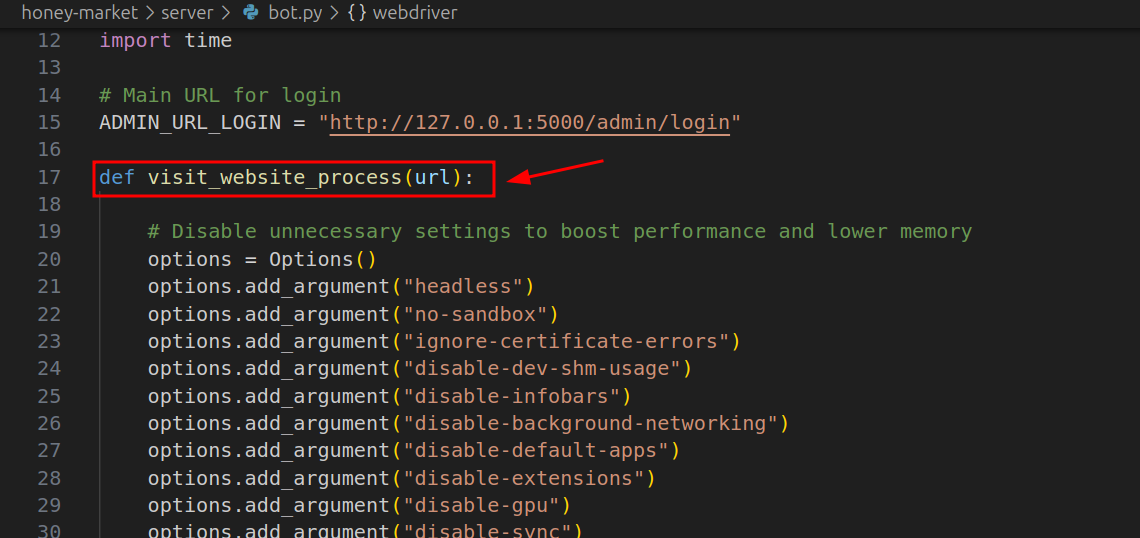 honey-market > server > bot.py > {} webdriver
12 import time
13
14 # Main URL for login
15 ADMIN_URL_LOGIN = "http://127.0.0.1:5000/admin/login"
16
17 def visit_website_process(url):
18
19 # Disable unnecessary settings to boost performance and lower memory
20 options = Options()
21 options.add_argument("headless")
22 options.add_argument("no-sandbox")
23 options.add_argument("ignore-certificate-errors")
24 options.add_argument("disable-dev-shm-usage")
25 options.add_argument("disable-infobars")
26 options.add_argument("disable-background-networking")
27 options.add_argument("disable-default-apps")
28 options.add_argument("disable-extensions")
29 options.add_argument("disable-gpu")
30 options.add_argument("disable-sync")